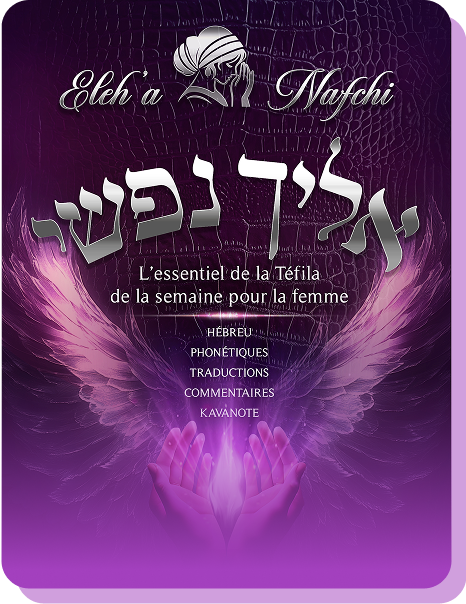 Eleh'a Nafchi
אליך נפשי
L'essentiel de la Téfila
de la semaine pour la femme
HÉBREU
PHONÉTIQUES
TRADUCTIONS
COMMENTAIRES
KAVANOTE